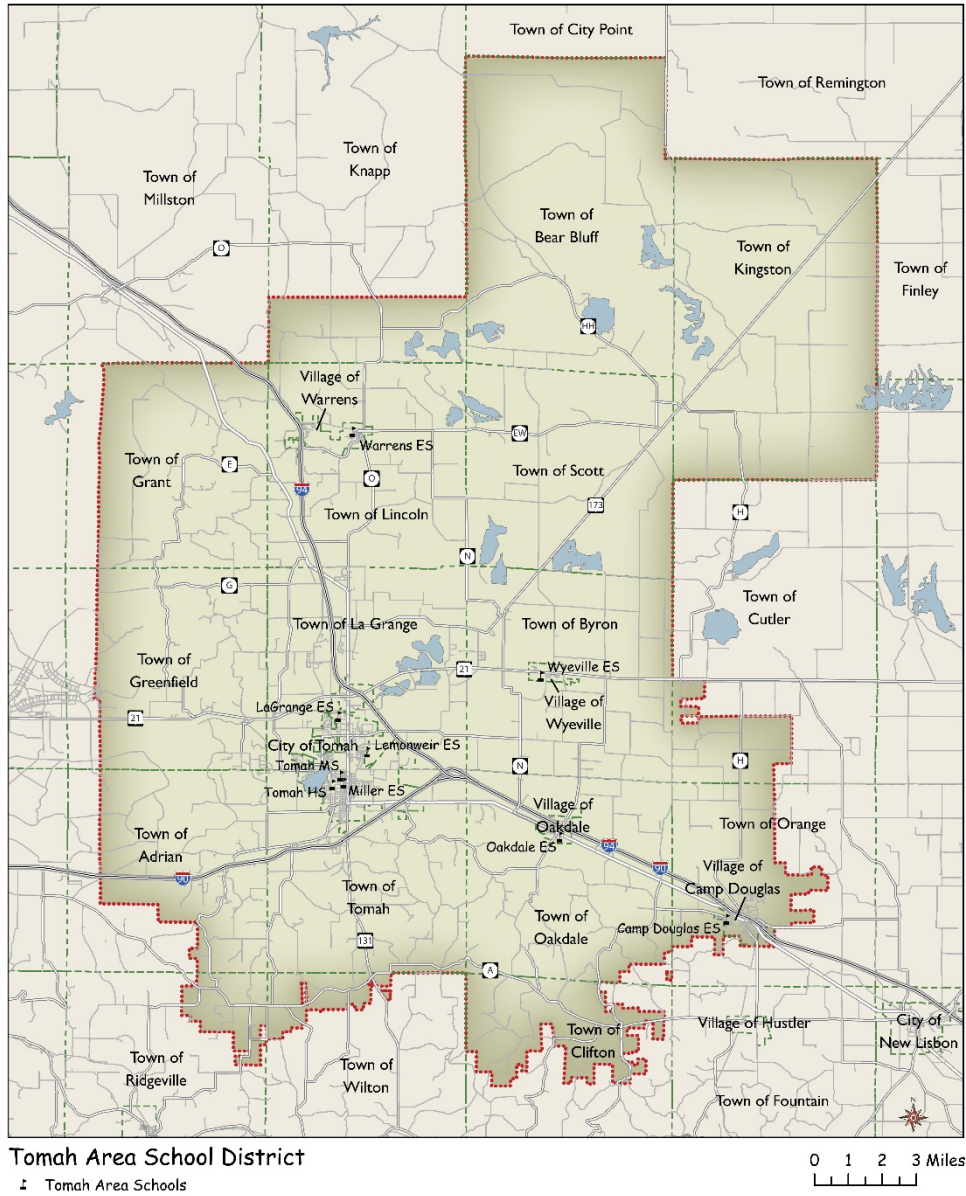 Town of City Point
Town of Remington
Town of
Knapp
Town of
Millston
Town of
Bear Bluff
Town of
Kingston
O
Town of
Finley
HH
Village of
Warrens
EW
Warrens ES
Town of
Grant
E
O
Town of Scott
94
173
Town of Lincoln
H
N
G
Town of
Cutler
Town of La Grange
Town of Byron
Town of
Greenfield
21
Wyeville ES
Village of
Wyeville
LaGrange ES
21
City of Tomah
Lemonweir ES
Tomah MS
N
H
Tomah HS
Miller ES
Village of
Oakdale
Town of Orange
Town of
Adrian
Oakdale ES
94
90
Village of
Camp Douglas
90
Town of
Tomah
Town of
Oakdale
Camp Douglas ES
131
A
Town of
Clifton
Village of Hustler
City of
New Lisbon
Town of
Ridgeville
Town of
Wilton
Town of Fountain
N
Tomah Area School District
Tomah Area Schools
0 1 2 3 Miles